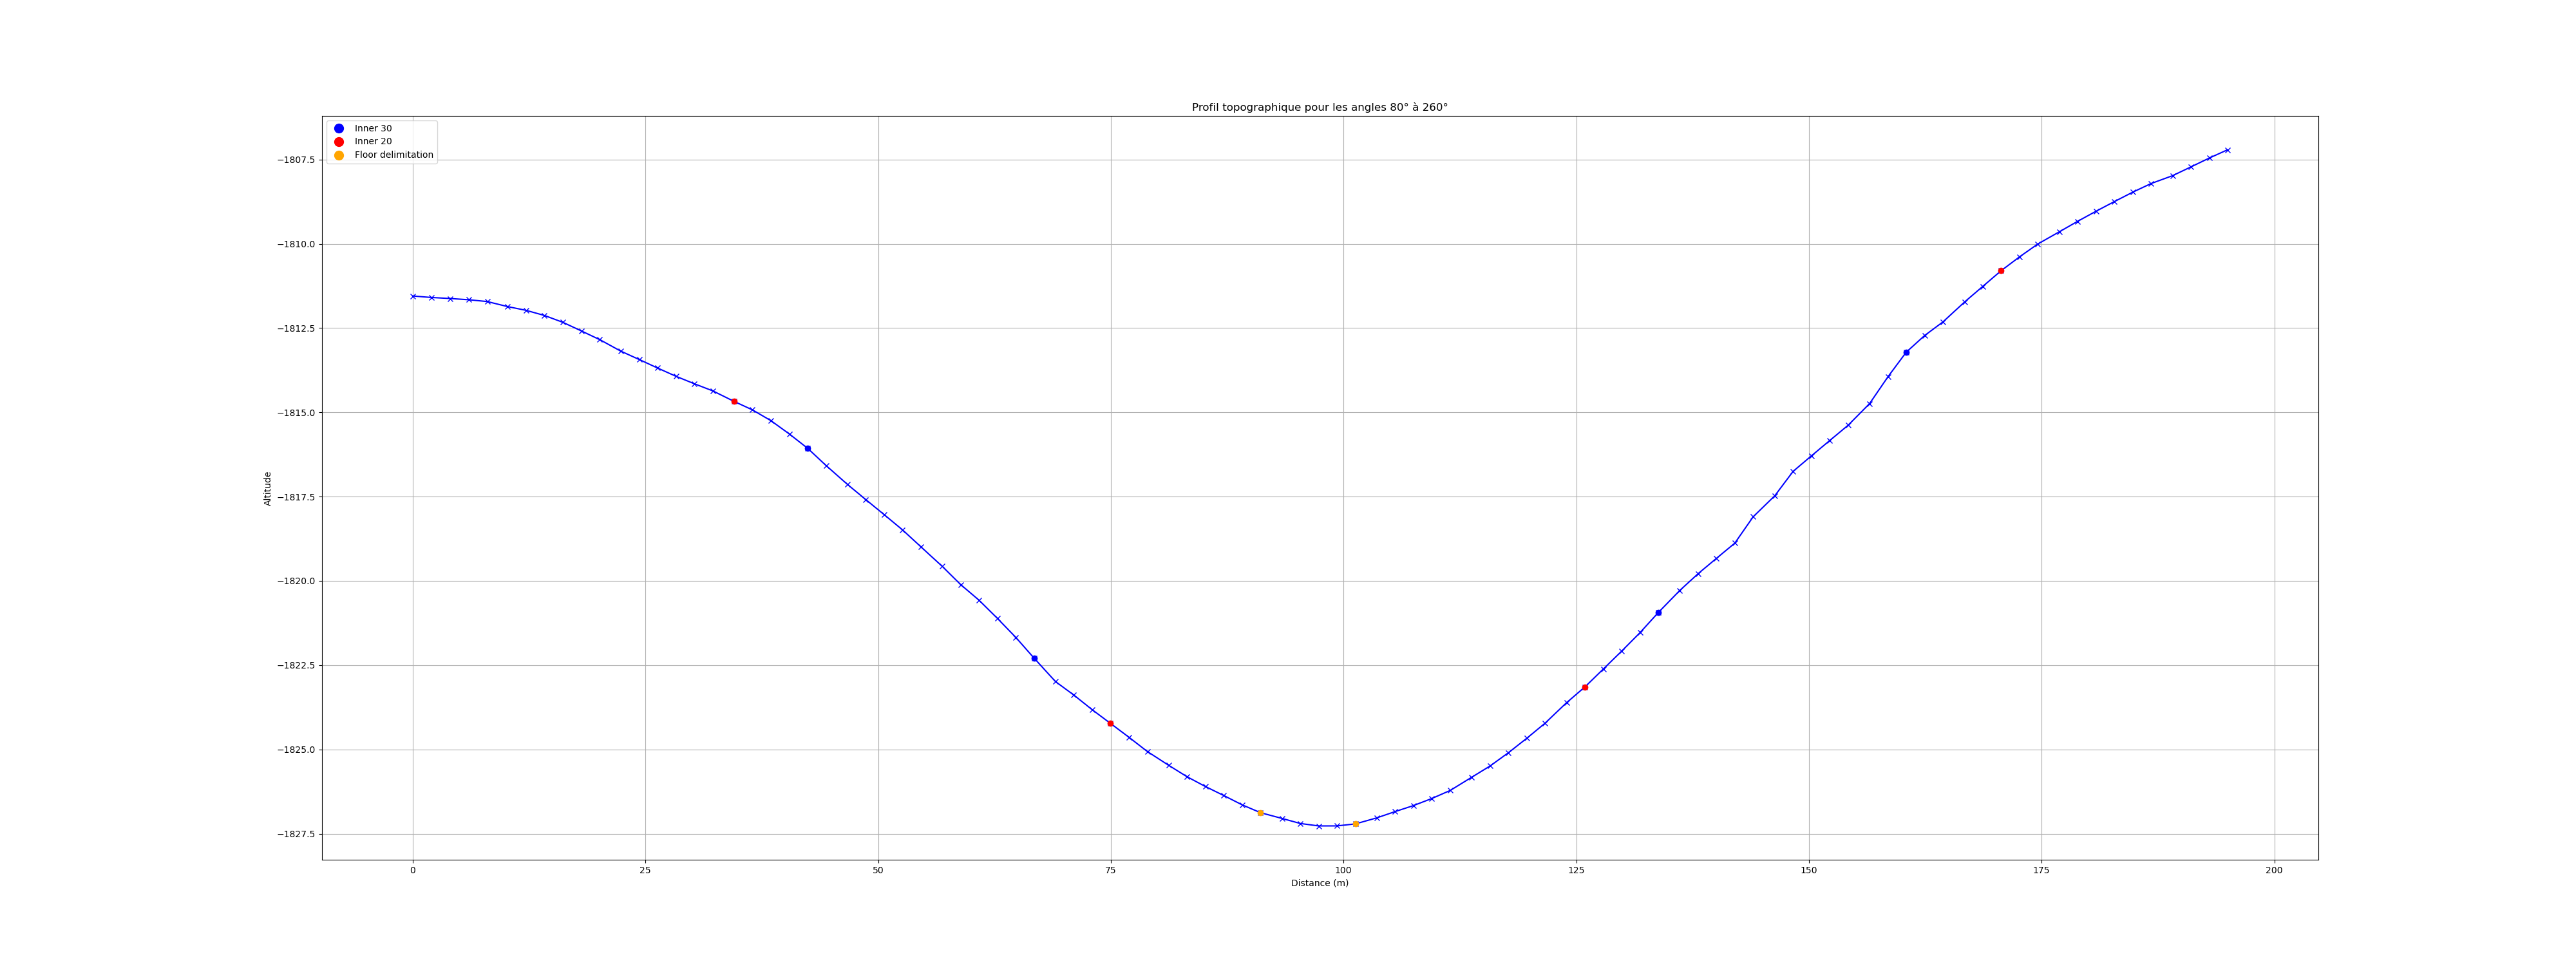 Profil topographique pour les angles 80° à 260°
Inner 30
Inner 20
Floor delimitation
−1807.5
−1810.0
−1812.5
−1815.0
−1817.5
−1820.0
−1822.5
−1825.0
−1827.5
Altitude
0 25 50 75 100 125 150 175 200
Distance (m)